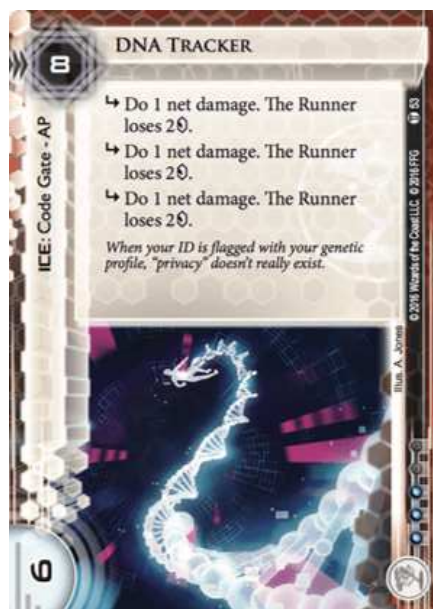 DNA TRACKER
8
ICE: Code Gate - AP
↳ Do 1 net damage. The Runner
loses 2.
↳ Do 1 net damage. The Runner
loses 2.
↳ Do 1 net damage. The Runner
loses 2.
When your ID is flagged with your genetic
profile, “privacy” doesn’t really exist.
53
© 2016 Wizards of the Coast LLC. © 2016 FFG
Illus. A. Jones
6